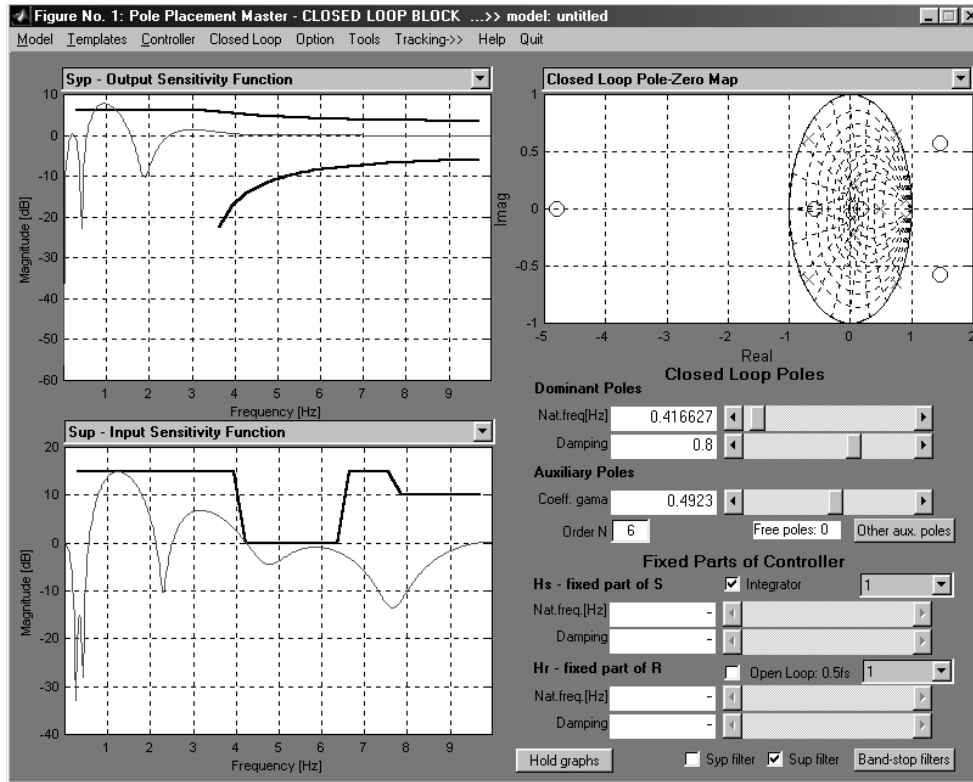 Figure No. 1: Pole Placement Master - CLOSED LOOP BLOCK ...>> model: untitled
Model Templates Controller Closed Loop Option Tools Tracking->> Help Quit
Syp - Output Sensitivity Function
10
0
-10
-20
-30
-40
-50
-60
Magnitude [dB]
1 2 3 4 5 6 7 8 9
Frequency [Hz]
Sup - Input Sensitivity Function
20
10
0
-10
-20
-30
-40
Magnitude [dB]
1 2 3 4 5 6 7 8 9
Frequency [Hz]
Closed Loop Pole-Zero Map
1
0.5
0
-0.5
-1
Imag
-5 -4 -3 -2 -1 0 1 2
Real
Closed Loop Poles
Dominant Poles
Nat.freq[Hz] 0.416627
Damping 0.8
Auxiliary Poles
Coeff. gama 0.4923
Order N 6 Free poles: 0 Other aux. poles
Fixed Parts of Controller
Hs - fixed part of S Integrator 1
Nat.freq.[Hz] -
Damping -
Hr - fixed part of R Open Loop: 0.5fs 1
Nat.freq.[Hz] -
Damping -
Hold graphs Syp filter Sup filter Band-stop filters